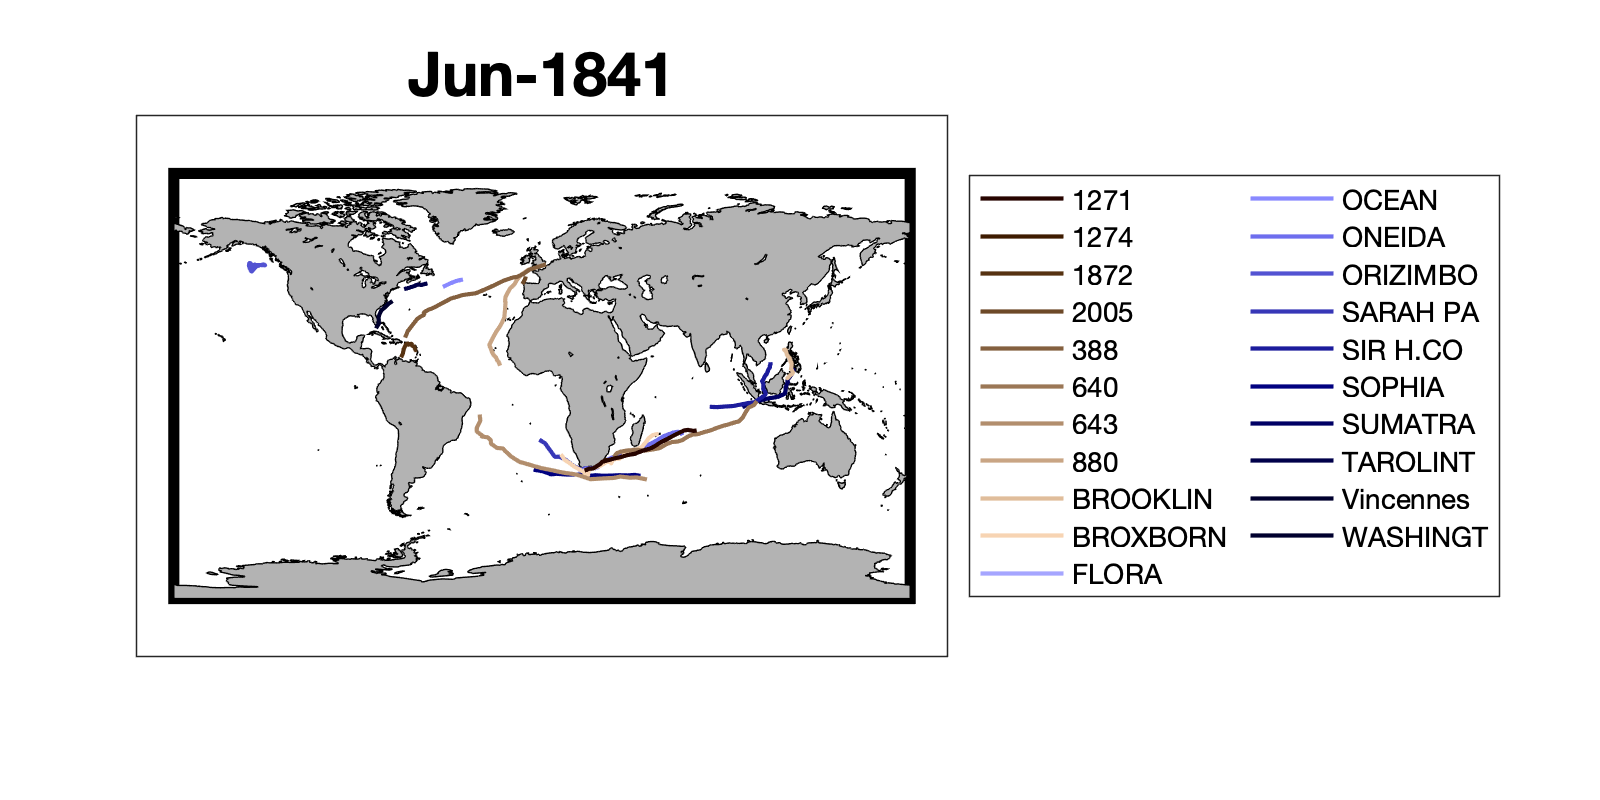 Jun-1841
1271
1274
1872
2005
388
640
643
880
BROOKLIN
BROXBORN
FLORA
OCEAN
ONEIDA
ORIZIMBO
SARAH PA
SIR H.CO
SOPHIA
SUMATRA
TAROLINT
Vincennes
WASHINGT